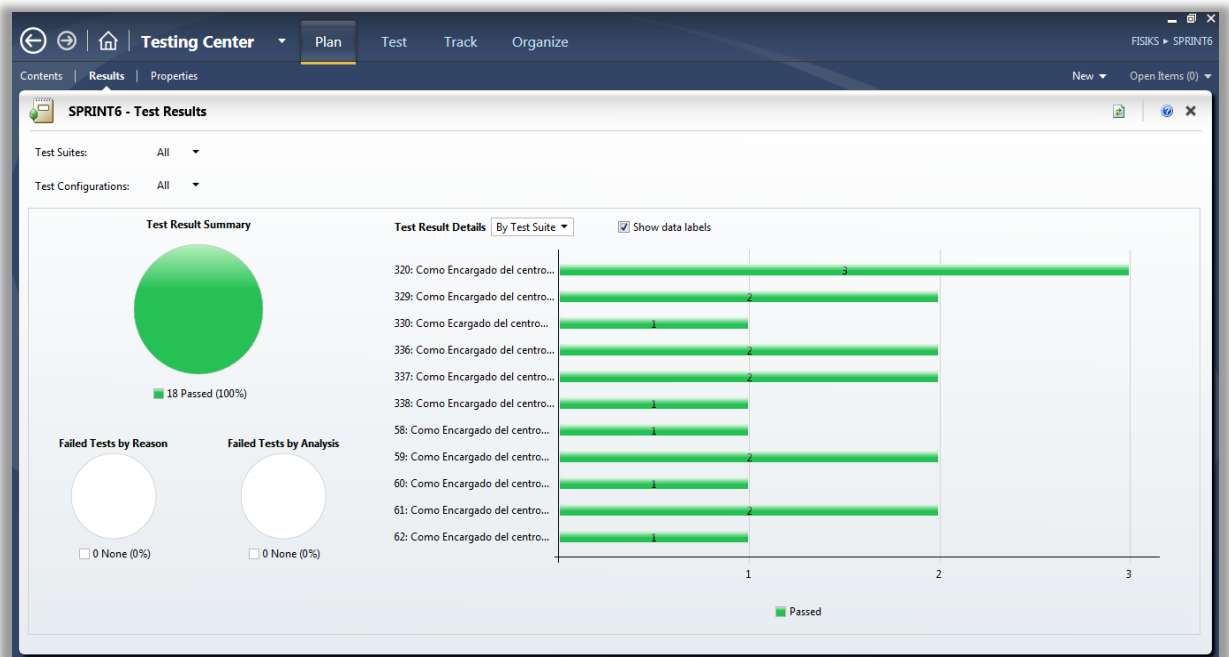 Testing Center Plan Test Track Organize FISIKS ▸ SPRINT6
Contents | Results | Properties New Open Items (0)
SPRINT6 - Test Results
Test Suites: All
Test Configurations: All
Test Result Summary
18 Passed (100%)
Failed Tests by Reason
0 None (0%)
Failed Tests by Analysis
0 None (0%)
Test Result Details By Test Suite Show data labels
320: Como Encargado del centro... 3
329: Como Encargado del centro... 2
330: Como Ecargado del centro... 1
336: Como Encargado del centro... 2
337: Como Encargado del centro... 2
338: Como Encargado del centro... 1
58: Como Encargado del centro... 1
59: Como Encargado del centro... 2
60: Como Encargado del centro... 1
61: Como Encargado del centro... 2
62: Como Encargado del centro... 1
1 2 3
Passed